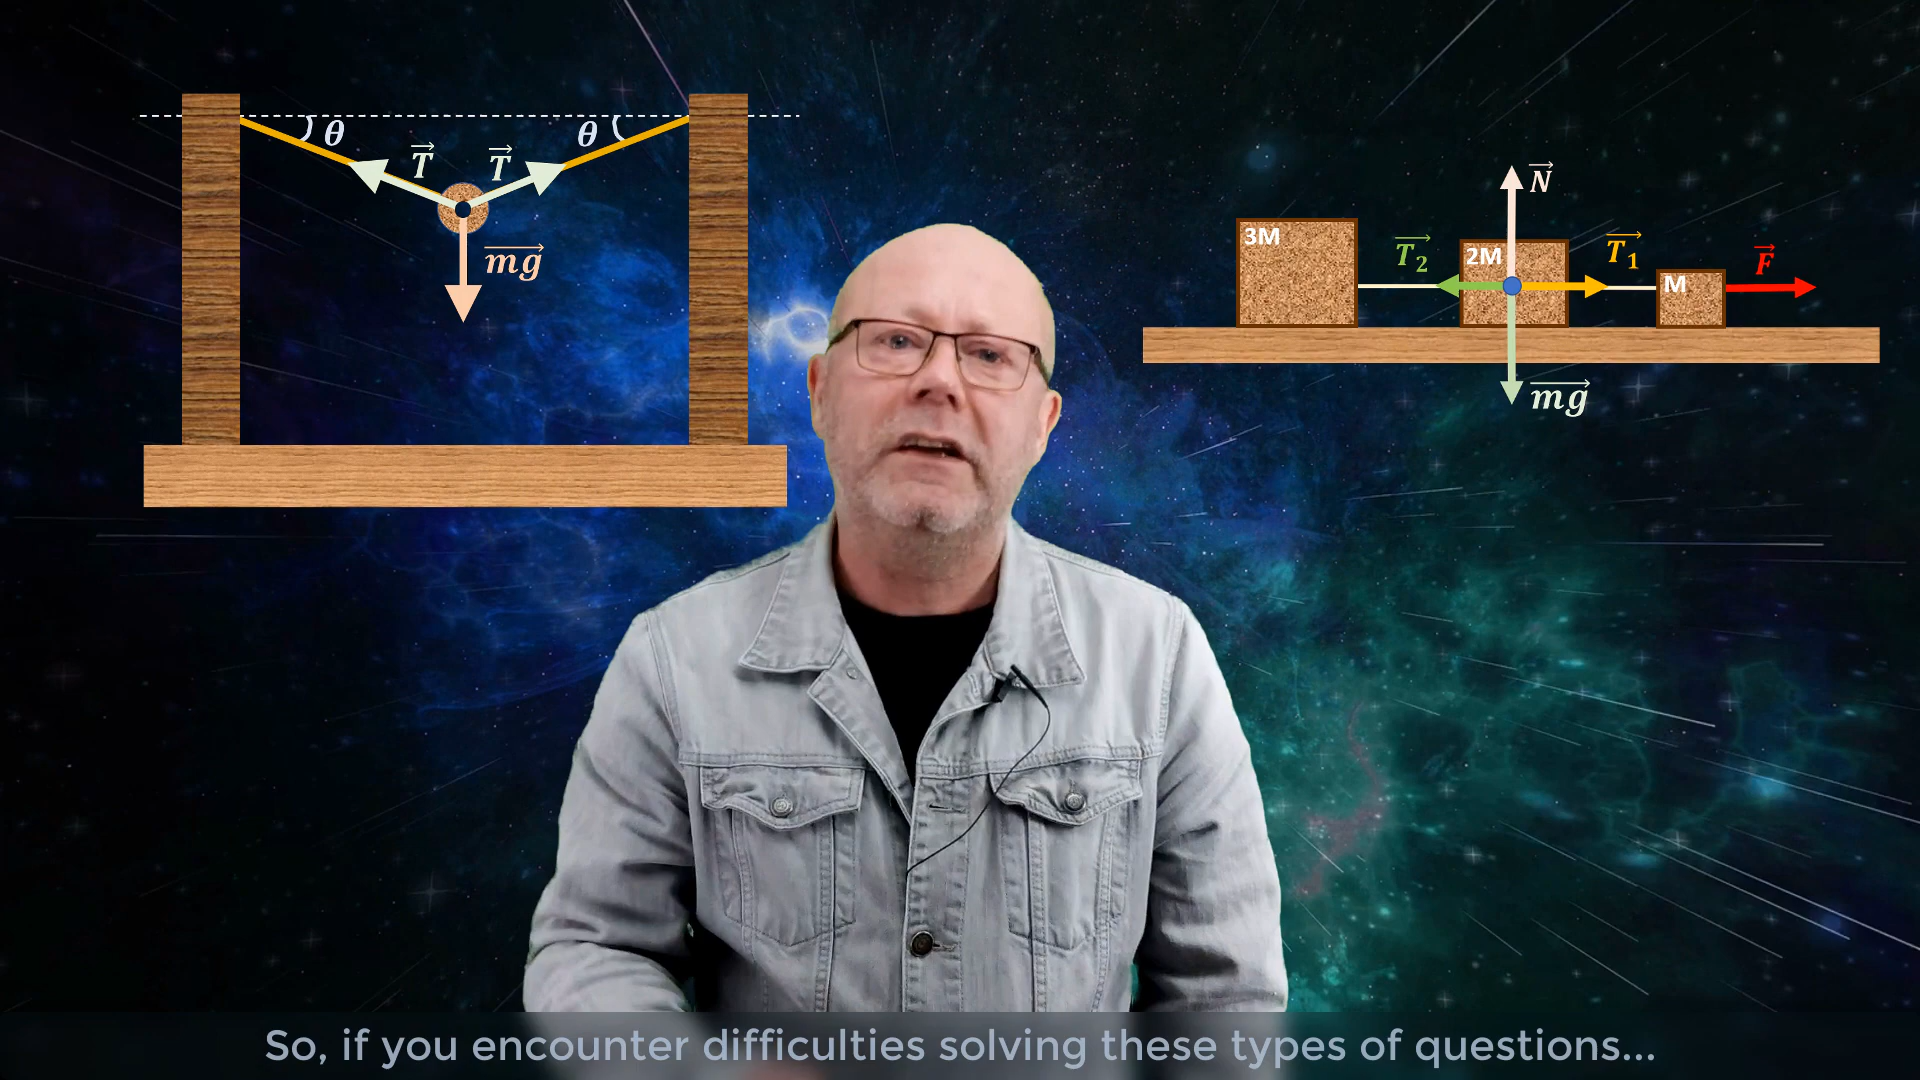 θ
θ
T
T
mg
N
3M
T2
2M
T1
M
F
mg
So, if you encounter difficulties solving these types of questions...